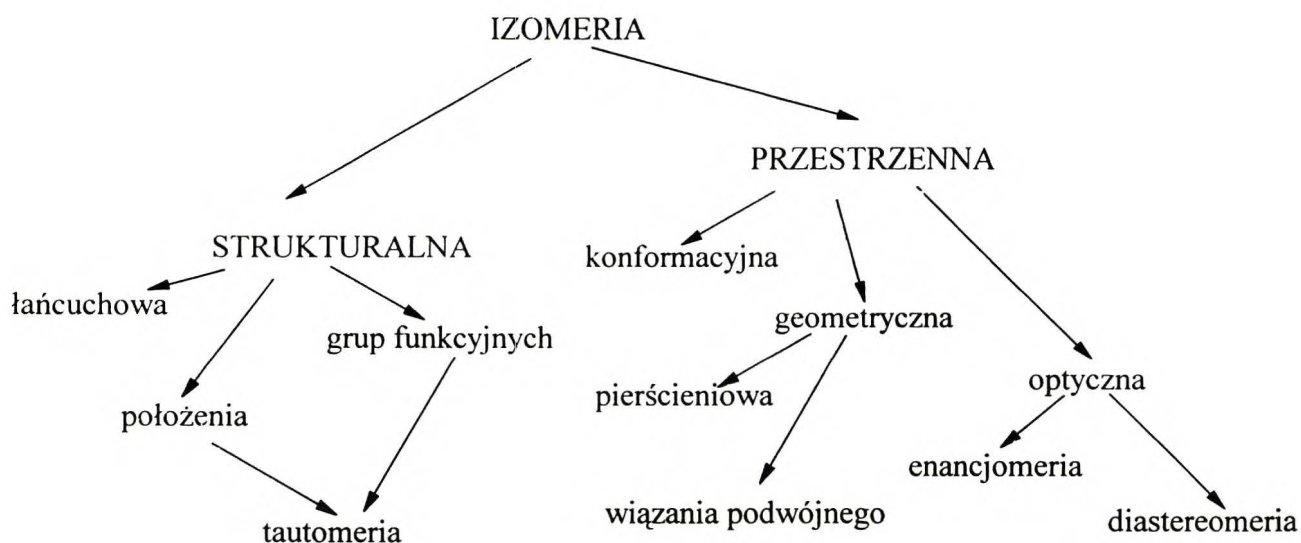 IZOMERIA
PRZESTRZENNA
STRUKTURALNA
konformacyjna
łańcuchowa
grup funkcyjnych
geometryczna
pierścieniowa
optyczna
położenia
enancjomeria
wiązania podwójnego
diastereomeria
tautomeria